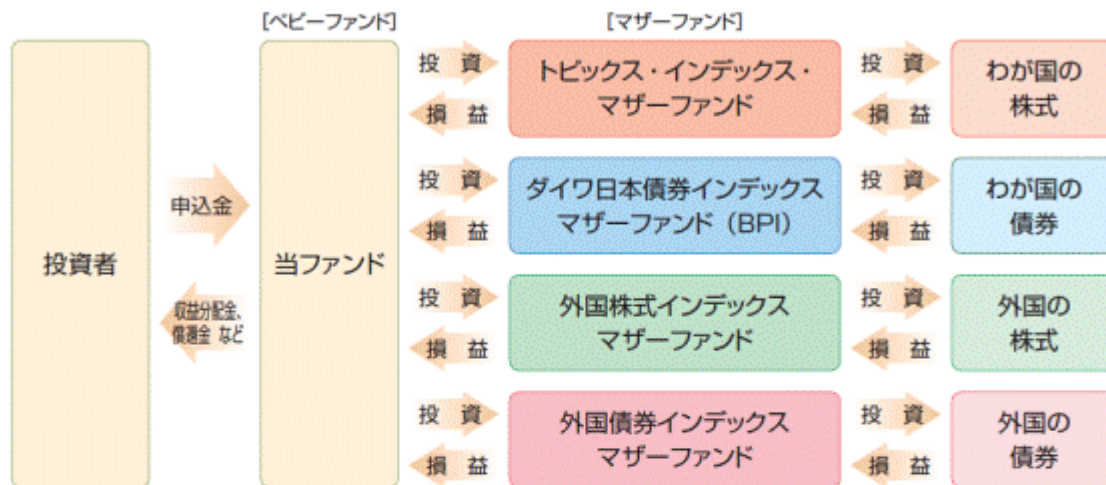 [ベビーファンド]
[マザーファンド]
投資者
申込金
収益分配金、
償還金 など
当ファンド
投 資
損 益
トピックス・インデックス・
マザーファンド
投 資
損 益
わが国の
株式
投 資
損 益
ダイワ日本債券インデックス
マザーファンド（BPI）
投 資
損 益
わが国の
債券
投 資
損 益
外国株式インデックス
マザーファンド
投 資
損 益
外国の
株式
投 資
損 益
外国債券インデックス
マザーファンド
投 資
損 益
外国の
債券